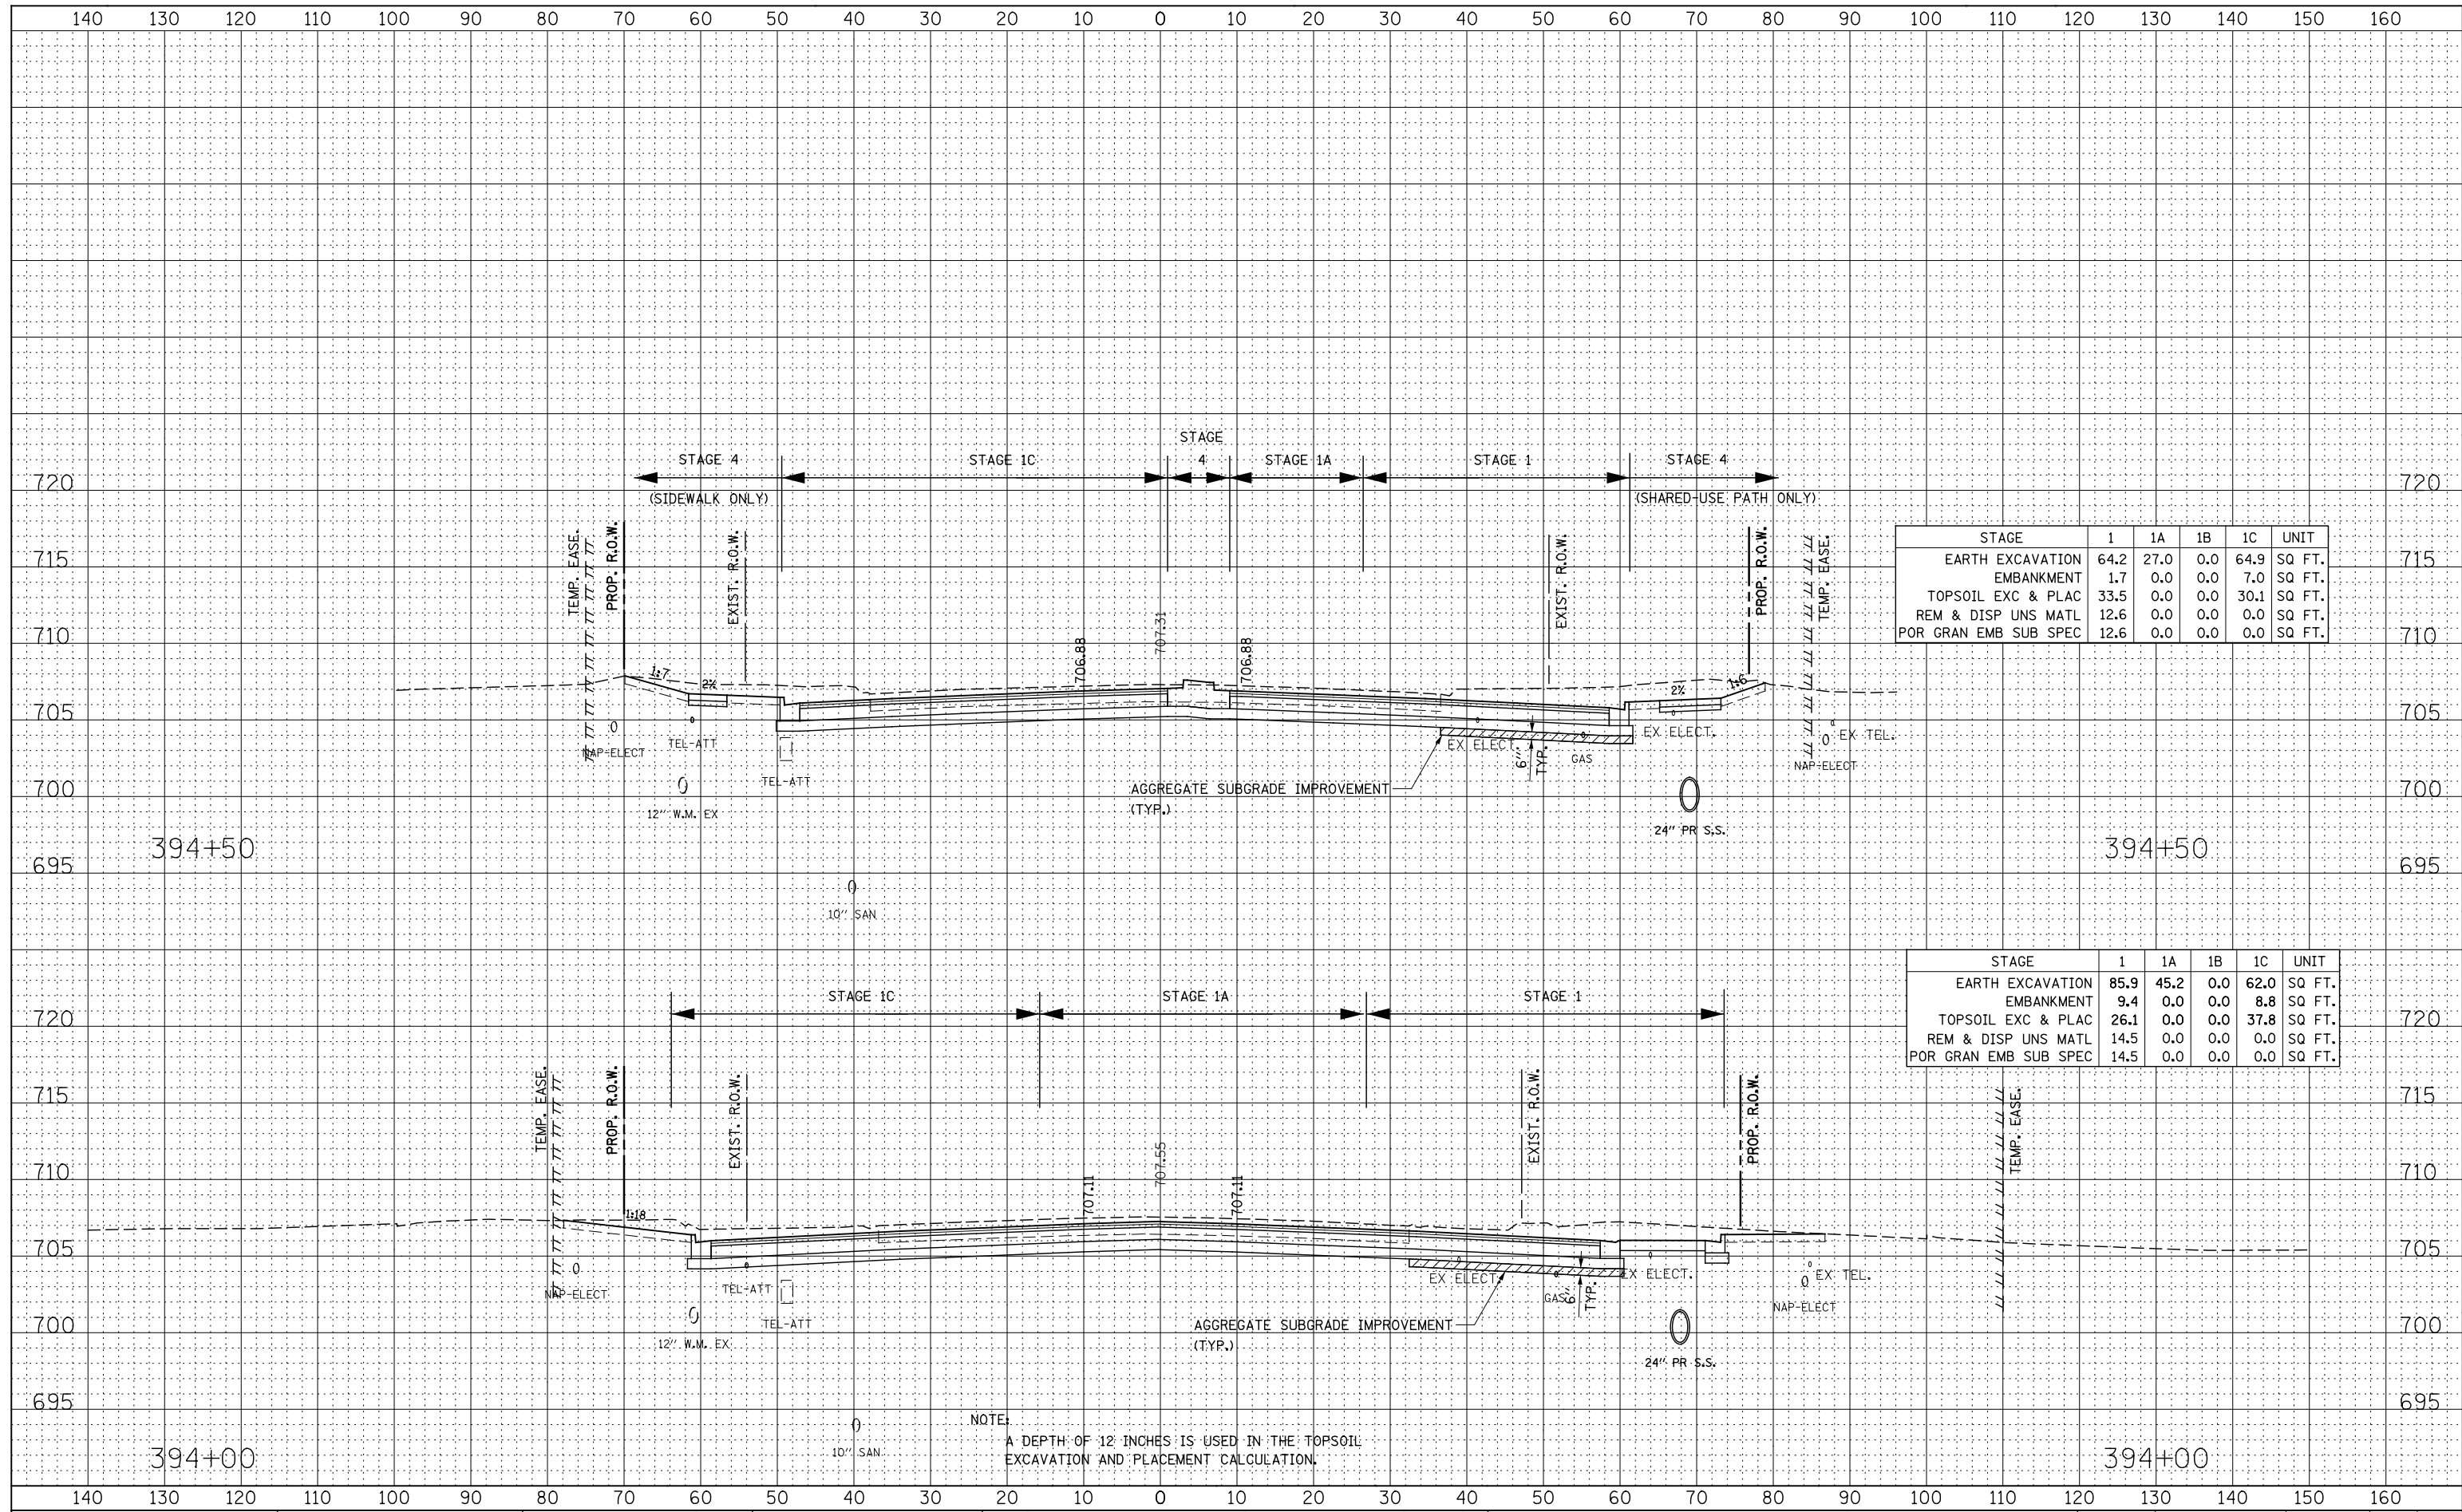 140 130 120 110 100 90 80 70 60 50 40 30 20 10 0 10 20 30 40 50 60 70 80 90 100 110 120 130 140 150 160
STAGE
STAGE 4 STAGE 1C 4 STAGE 1A STAGE 1 STAGE 4
720 720
(SIDEWALK ONLY) (SHARED-USE PATH ONLY)
TEMP. EASE.
PROP. R.O.W.
EXIST. R.O.W.
EXIST. R.O.W.
PROP. R.O.W.
TEMP. EASE.
STAGE 1 1A 1B 1C UNIT
EARTH EXCAVATION 64.2 27.0 0.0 64.9 SQ FT.
EMBANKMENT 1.7 0.0 0.0 7.0 SQ FT.
TOPSOIL EXC & PLAC 33.5 0.0 0.0 30.1 SQ FT.
REM & DISP UNS MATL 12.6 0.0 0.0 0.0 SQ FT.
POR GRAN EMB SUB SPEC 12.6 0.0 0.0 0.0 SQ FT.
715 715
710 710
706.88
707.31
706.88
1:7
2%
2%
1:6
705 705
NAP-ELECT
TEL-ATT
TEL-ATT
EX ELECT.
6"
TYP.
GAS
EX ELECT.
EX TEL.
NAP-ELECT
AGGREGATE SUBGRADE IMPROVEMENT
(TYP.)
700 700
12" W.M. EX
24" PR S.S.
394+50 394+50
695 695
10" SAN
STAGE 1 1A 1B 1C UNIT
EARTH EXCAVATION 85.9 45.2 0.0 62.0 SQ FT.
EMBANKMENT 9.4 0.0 0.0 8.8 SQ FT.
TOPSOIL EXC & PLAC 26.1 0.0 0.0 37.8 SQ FT.
REM & DISP UNS MATL 14.5 0.0 0.0 0.0 SQ FT.
POR GRAN EMB SUB SPEC 14.5 0.0 0.0 0.0 SQ FT.
STAGE 1C STAGE 1A STAGE 1
720 720
TEMP. EASE.
PROP. R.O.W.
EXIST. R.O.W.
EXIST. R.O.W.
PROP. R.O.W.
TEMP. EASE.
715 715
710 710
707.11
707.55
707.11
1:18
705 705
NAP-ELECT
TEL-ATT
TEL-ATT
EX ELECT.
GAS
6"
TYP.
EX ELECT.
EX TEL.
NAP-ELECT
AGGREGATE SUBGRADE IMPROVEMENT
(TYP.)
700 700
12" W.M. EX
24" PR S.S.
695 695
10" SAN
NOTE:
A DEPTH OF 12 INCHES IS USED IN THE TOPSOIL
EXCAVATION AND PLACEMENT CALCULATION.
394+00 394+00
140 130 120 110 100 90 80 70 60 50 40 30 20 10 0 10 20 30 40 50 60 70 80 90 100 110 120 130 140 150 160